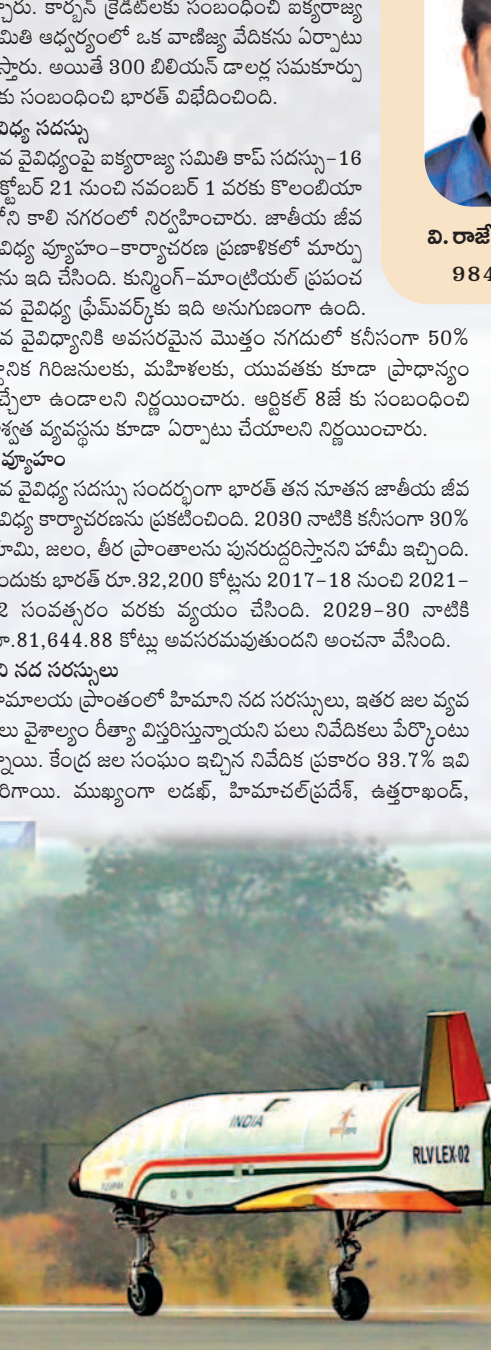 కార్బన్ క్రెడిట్‌లకు సంబంధించి ఐక్యరాజ్య
మితి ఆధ్వర్యంలో ఒక వాణిజ్య వేదికను ఏర్పాటు
స్తారు. అయితే 300 బిలియన్ డాలర్ల సమకూర్పు
కు సంబంధించి భారత్ విభేదించింది.
విధ్య సదస్సు
వ వైవిధ్యంపై ఐక్యరాజ్య సమితి కాప్ సదస్సు-16
క్టోబర్ 21 నుంచి నవంబర్ 1 వరకు కొలంబియా
లోని కాలి నగరంలో నిర్వహించారు. జాతీయ జీవ
విధ్య వ్యూహం-కార్యాచరణ ప్రణాళికలో మార్పు
ను ఇది చేసింది. కున్మింగ్-మాంట్రియల్ ప్రపంచ
వ వైవిధ్య ఫ్రేమ్‌వర్క్‌కు ఇది అనుగుణంగా ఉంది.
వ వైవిధ్యానికి అవసరమైన మొత్తం నగదులో కనీసంగా 50%
నిక గిరిజనులకు, మహిళలకు, యువతకు కూడా ప్రాధాన్యం
చ్చేలా ఉండాలని నిర్ణయించారు. ఆర్టికల్ 8జే కు సంబంధించి
శ్వత వ్యవస్థను కూడా ఏర్పాటు చేయాలని నిర్ణయించారు.
వ్యూహం
వ వైవిధ్య సదస్సు సందర్భంగా భారత్ తన నూతన జాతీయ జీవ
విధ్య కార్యాచరణను ప్రకటించింది. 2030 నాటికి కనీసంగా 30%
మి, జలం, తీర ప్రాంతాలను పునరుద్దరిస్తానని హామీ ఇచ్చింది.
ందుకు భారత్ రూ.32,200 కోట్లను 2017-18 నుంచి 2021-
2 సంవత్సరం వరకు వ్యయం చేసింది. 2029-30 నాటికి
రూ.81,644.88 కోట్లు అవసరమవుతుందని అంచనా వేసింది.
ని నద సరస్సులు
మాలయ ప్రాంతంలో హిమాని నద సరస్సులు, ఇతర జల వ్యవ
లు వైశాల్యం రీత్యా విస్తరిస్తున్నాయని పలు నివేదికలు పేర్కొంటు
న్నాయి. కేంద్ర జల సంఘం ఇచ్చిన నివేదిక ప్రకారం 33.7% ఇవి
రిగాయి. ముఖ్యంగా లడఖ్, హిమాచల్‌ప్రదేశ్, ఉత్తరాఖండ్,
వి. రాజే
984
INDIA
RLV LEX-02